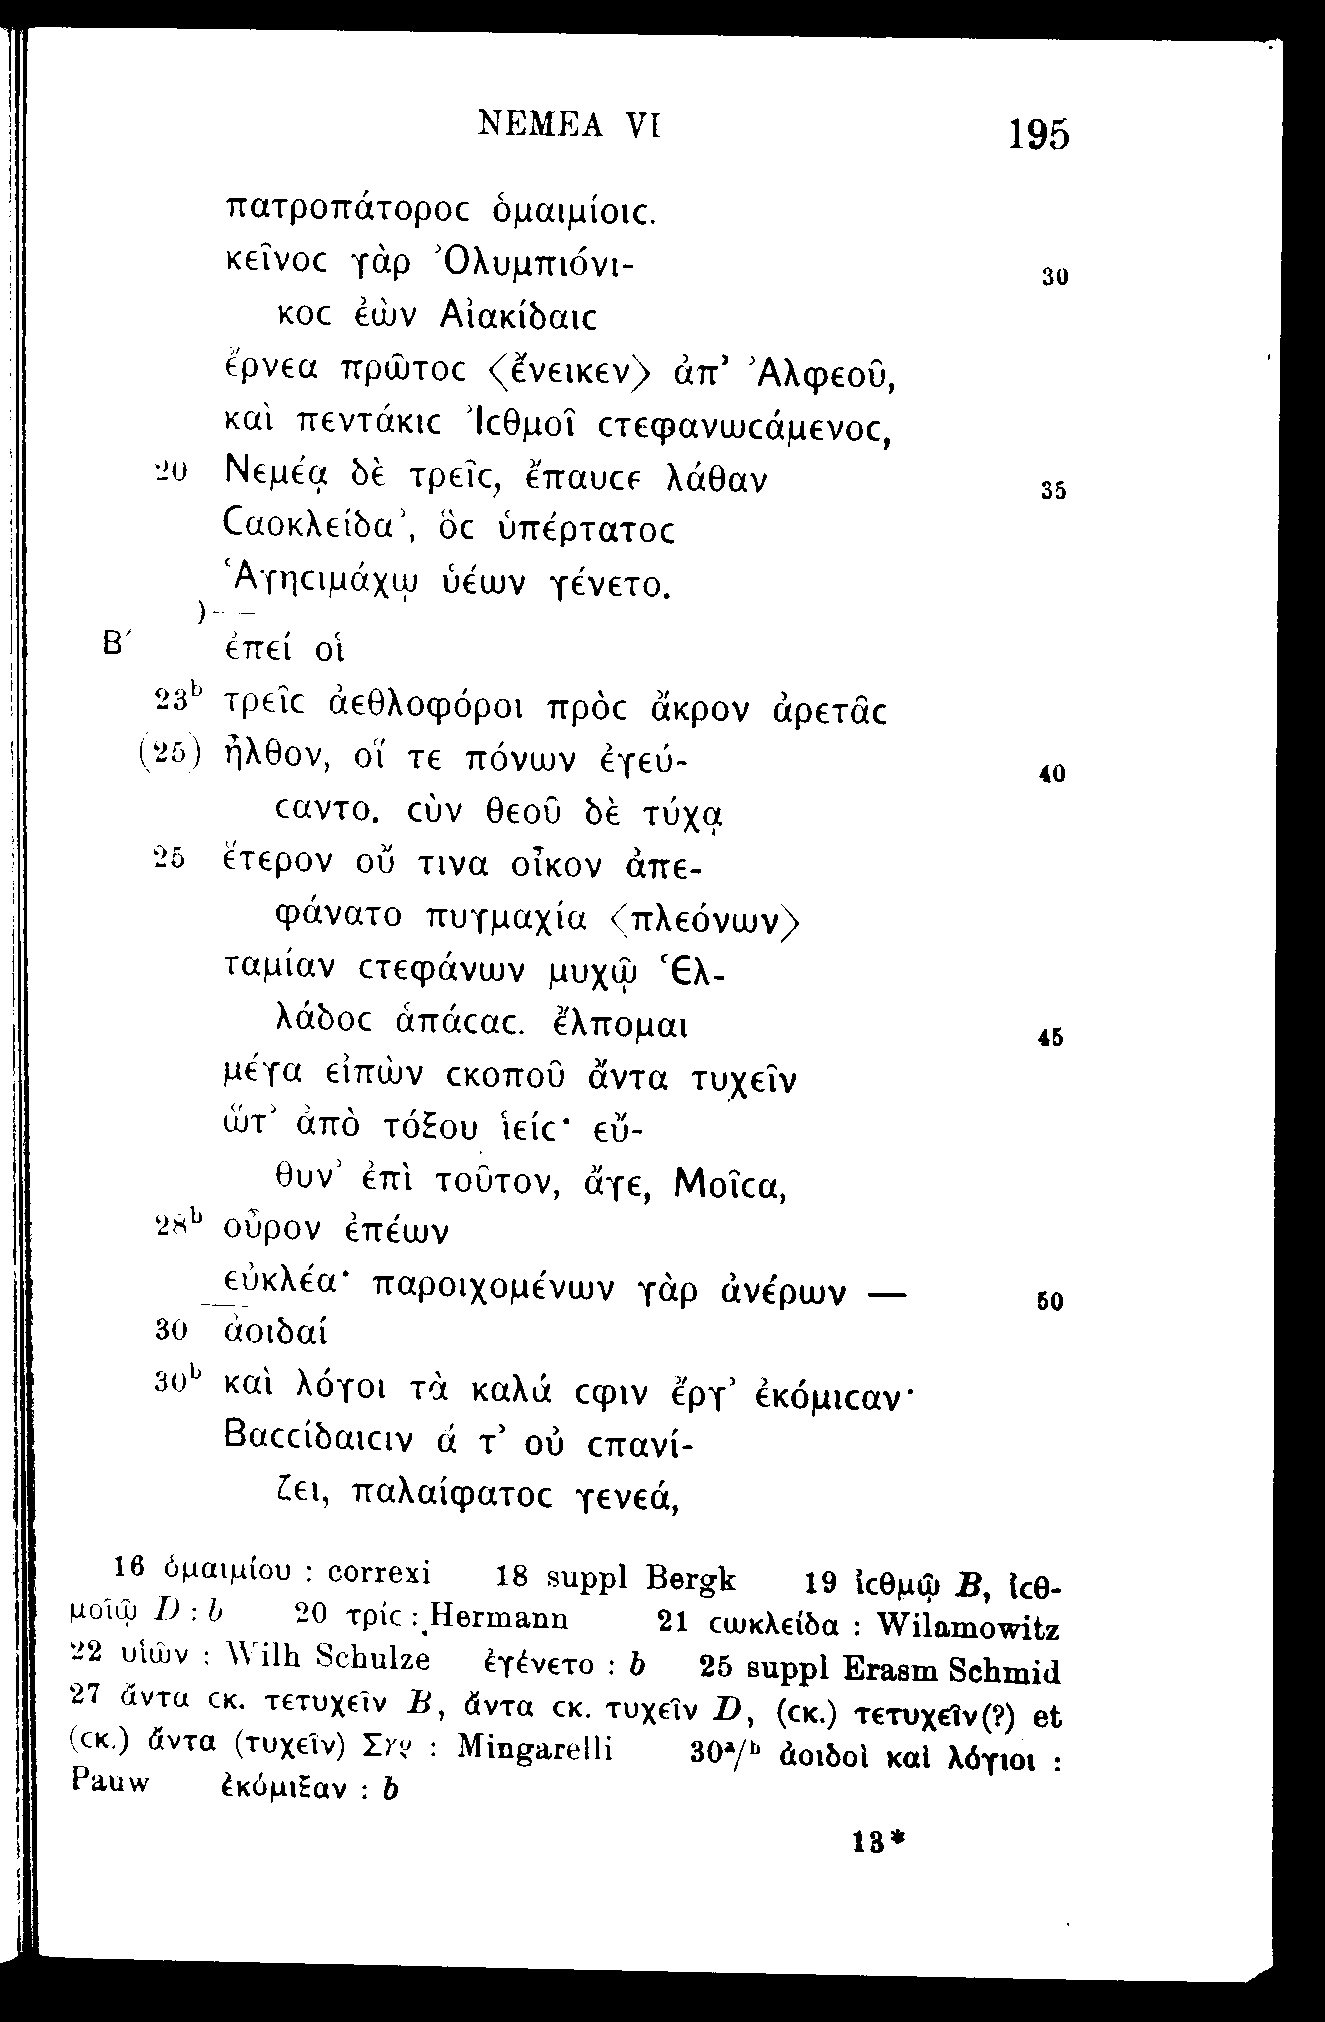 ΝΕΜΕΑ VI 195
πατροπάτορος ὁμαιμίοις.
κεῖνος γὰρ Ὀλυμπιόνι- 30
κος ἐὼν Αἰακίδαις
ἔρνεα πρῶτος ⟨ἔνεικεν⟩ ἀπ’ Ἀλφεοῦ,
καὶ πεντάκις Ἰσθμοῖ στεφανωσάμενος,
20 Νεμέᾳ δὲ τρεῖς, ἔπαυσε λάθαν 35
Σαοκλείδα’, ὃς ὑπέρτατος
Ἁγησιμάχῳ ὑέων γένετο.
Β′ ἐπεί οἱ
23b τρεῖς ἀεθλοφόροι πρὸς ἄκρον ἀρετᾶς
(25) ἦλθον, οἵ τε πόνων ἐγεύ- 40
σαντο. σὺν θεοῦ δὲ τύχᾳ
25 ἕτερον οὔ τινα οἶκον ἀπε-
φάνατο πυγμαχία ⟨πλεόνων⟩
ταμίαν στεφάνων μυχῷ Ἑλ-
λάδος ἁπάσας. ἔλπομαι 45
μέγα εἰπὼν σκοποῦ ἄντα τυχεῖν
ὥτ’ ἀπὸ τόξου ἱείς· εὔ-
θυν’ ἐπὶ τοῦτον, ἄγε, Μοῖσα,
28b οὖρον ἐπέων
εὐκλέα· παροιχομένων γὰρ ἀνέρων — 50
30 ἀοιδαί
30b καὶ λόγοι τὰ καλά σφιν ἔργ’ ἐκόμισαν·
Βασσίδαισιν ἅ τ’ οὐ σπανί-
ζει, παλαίφατος γενεά,
16 ὁμαιμίου : correxi 18 suppl Bergk 19 ἰσθμῷ B, ἰσθ-
μοίῳ D : b 20 τρίς : Hermann 21 σωκλείδα : Wilamowitz
22 υἱῶν : Wilh Schulze ἐγένετο : b 25 suppl Erasm Schmid
27 ἄντα σκ. τετυχεῖν B, ἄντα σκ. τυχεῖν D, (σκ.) τετυχεῖν(?) et
(σκ.) ἄντα (τυχεῖν) Σγρ : Mingarelli 30a/b ἀοιδοὶ καὶ λόγιοι :
Pauw ἐκόμιξαν : b
13*